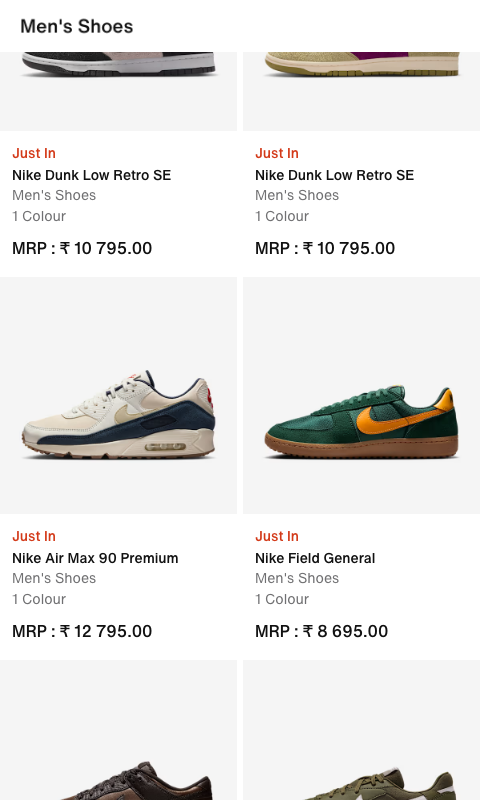 Men's Shoes
Just In
Nike Dunk Low Retro SE
Men's Shoes
1 Colour
MRP : ₹ 10 795.00
Just In
Nike Dunk Low Retro SE
Men's Shoes
1 Colour
MRP : ₹ 10 795.00
Just In
Nike Air Max 90 Premium
Men's Shoes
1 Colour
MRP : ₹ 12 795.00
Just In
Nike Field General
Men's Shoes
1 Colour
MRP : ₹ 8 695.00